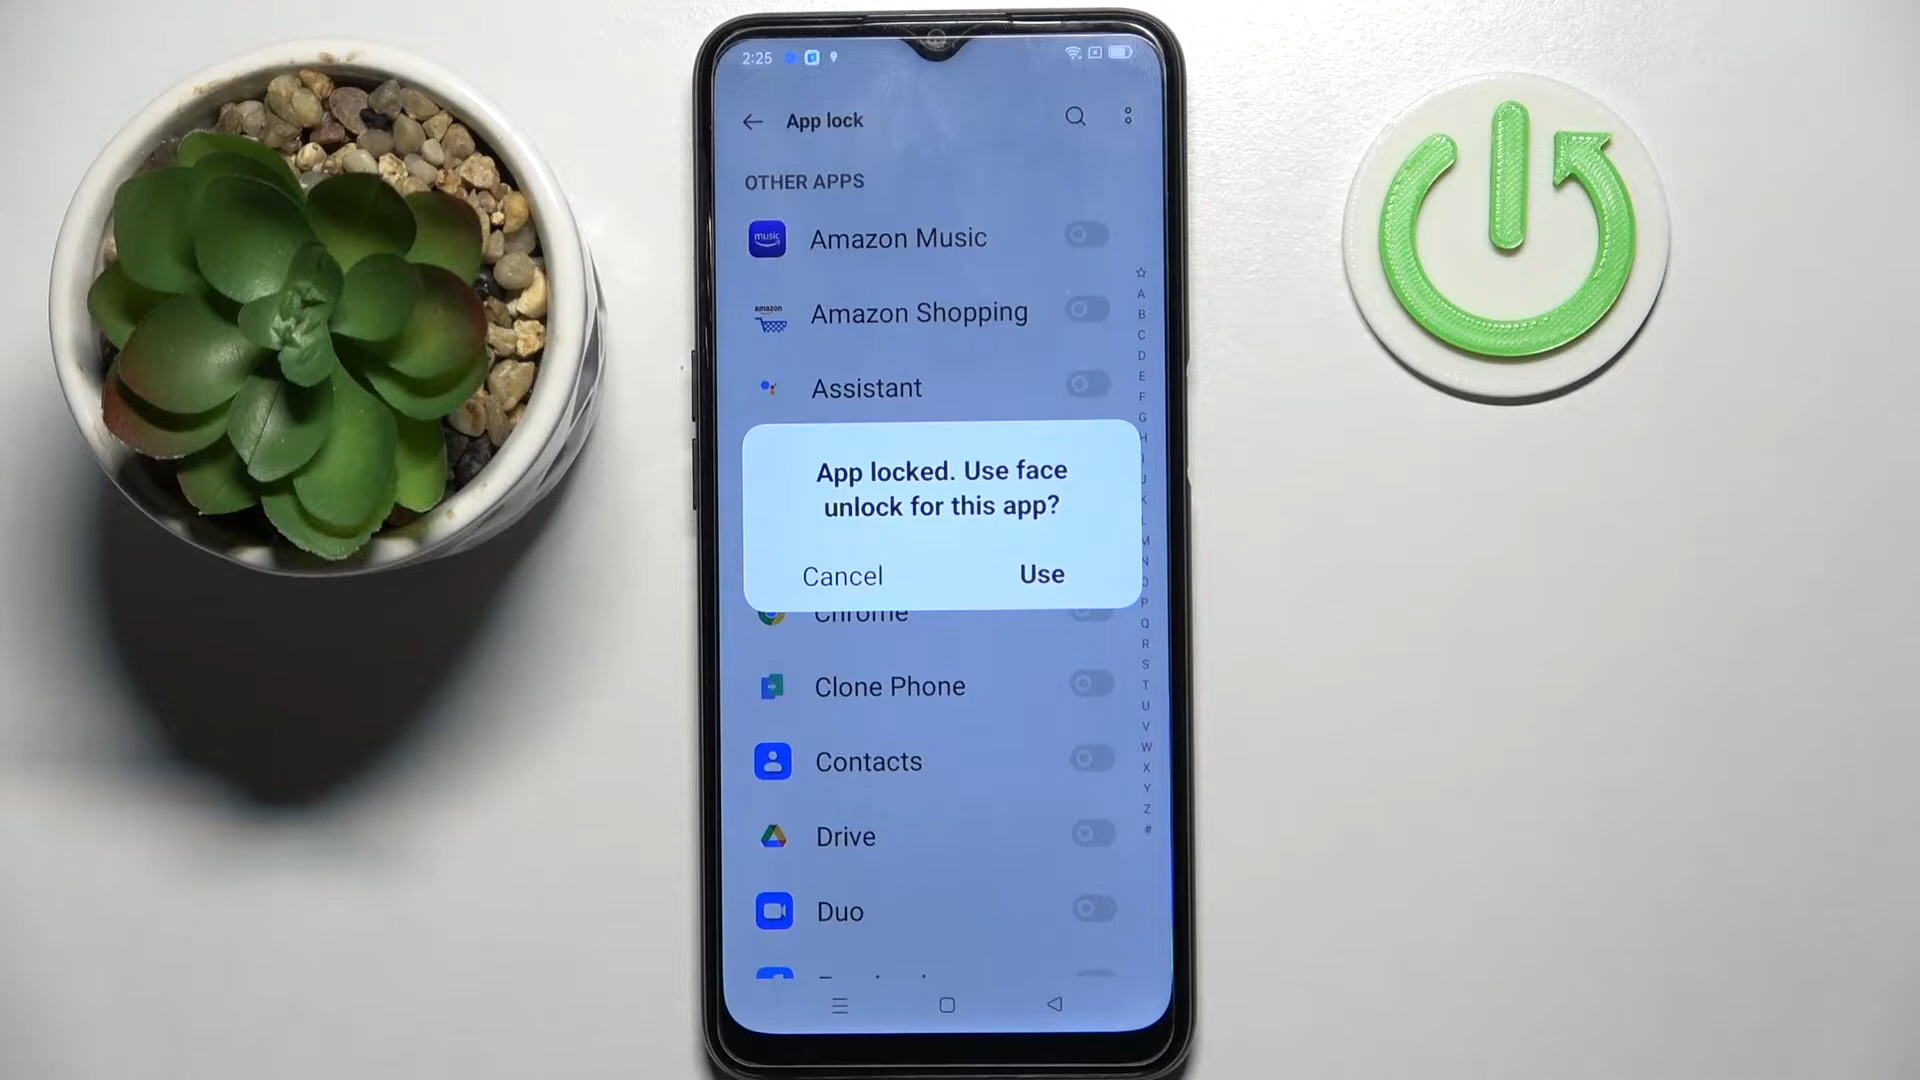 2:25
App lock
OTHER APPS
music
Amazon Music
amazon
Amazon Shopping
Assistant
App locked. Use face
unlock for this app?
Cancel
Use
Chrome
Clone Phone
Contacts
Drive
Duo
A
B
C
D
E
F
G
H
I
J
K
L
M
N
O
P
Q
R
S
T
U
V
W
X
Y
Z
#